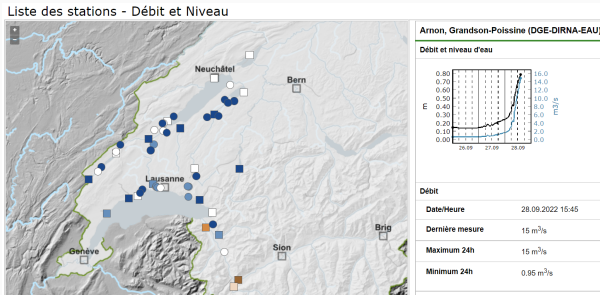 Liste des stations - Débit et Niveau
+
−
Neuchâtel
Bern
Lausanne
Genève
Sion
Brig
Arnon, Grandson-Poissine (DGE-DIRNA-EAU)
Débit et niveau d'eau
0.80
0.70
0.60
0.50
0.40
0.30
0.20
0.10
0.00
m
16.0
14.0
12.0
10.0
8.0
6.0
4.0
2.0
0.0
m3/s
26.09
27.09
28.09
Débit
Date/Heure 28.09.2022 15:45
Dernière mesure 15 m³/s
Maximum 24h 15 m³/s
Minimum 24h 0.95 m³/s